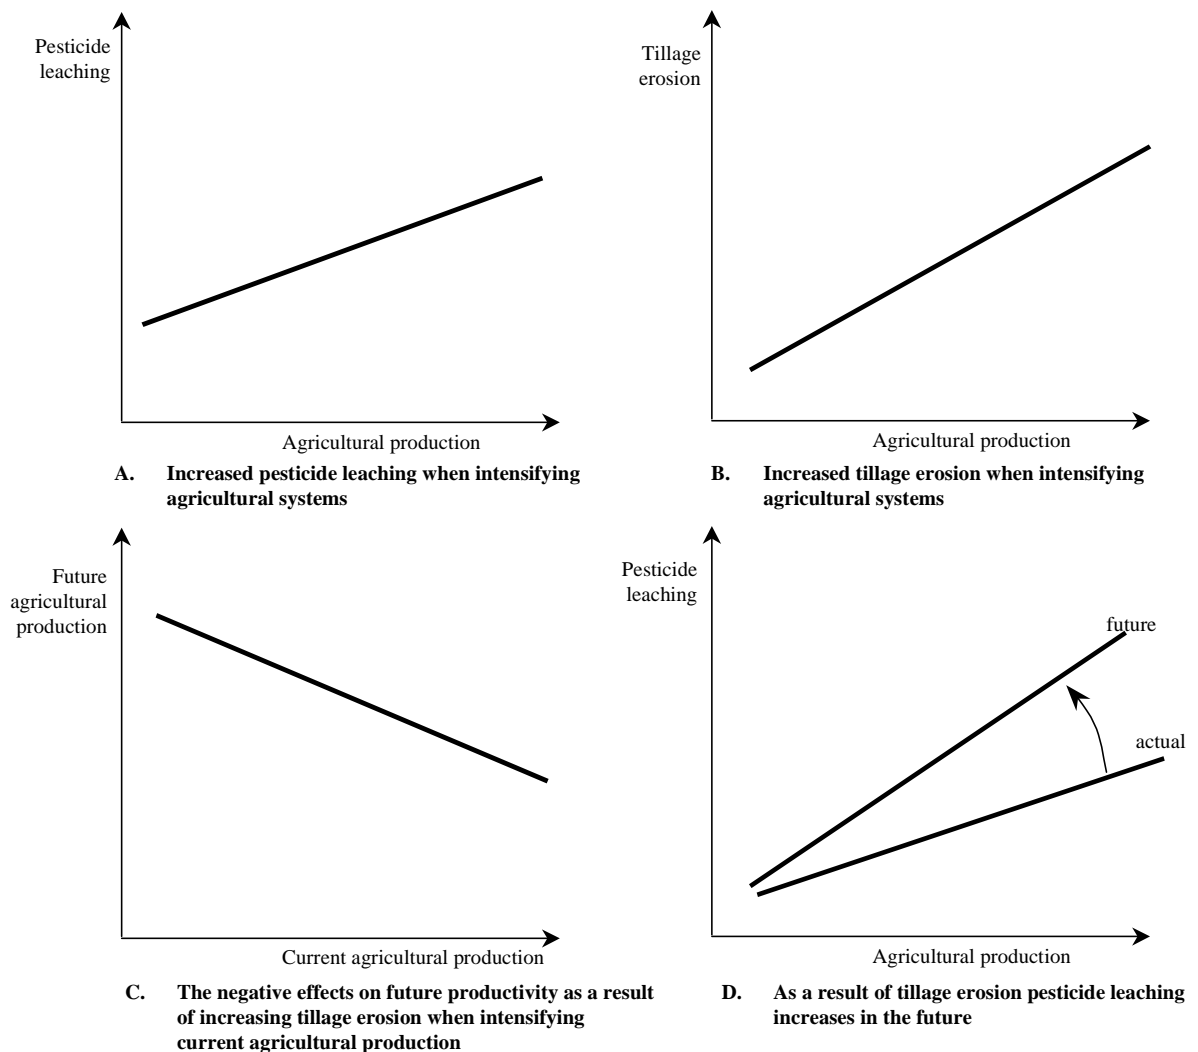 Pesticide
leaching
Agricultural production
A. Increased pesticide leaching when intensifying
agricultural systems
Tillage
erosion
Agricultural production
B. Increased tillage erosion when intensifying
agricultural systems
Future
agricultural
production
Current agricultural production
C. The negative effects on future productivity as a result
of increasing tillage erosion when intensifying
current agricultural production
Pesticide
leaching
future
actual
Agricultural production
D. As a result of tillage erosion pesticide leaching
increases in the future